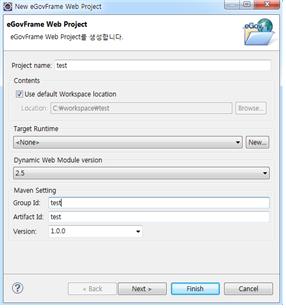 New eGovFrame Web Project
eGovFrame Web Project
eGovFrame Web Project를 생성합니다.
eGov
Project name: test
Contents
Use default Workspace location
Location: C:\workspace\test Browse...
Target Runtime
<None> New...
Dynamic Web Module version
2.5
Maven Setting
Group Id: test
Artifact Id: test
Version: 1.0.0
? < Back Next > Finish Cancel